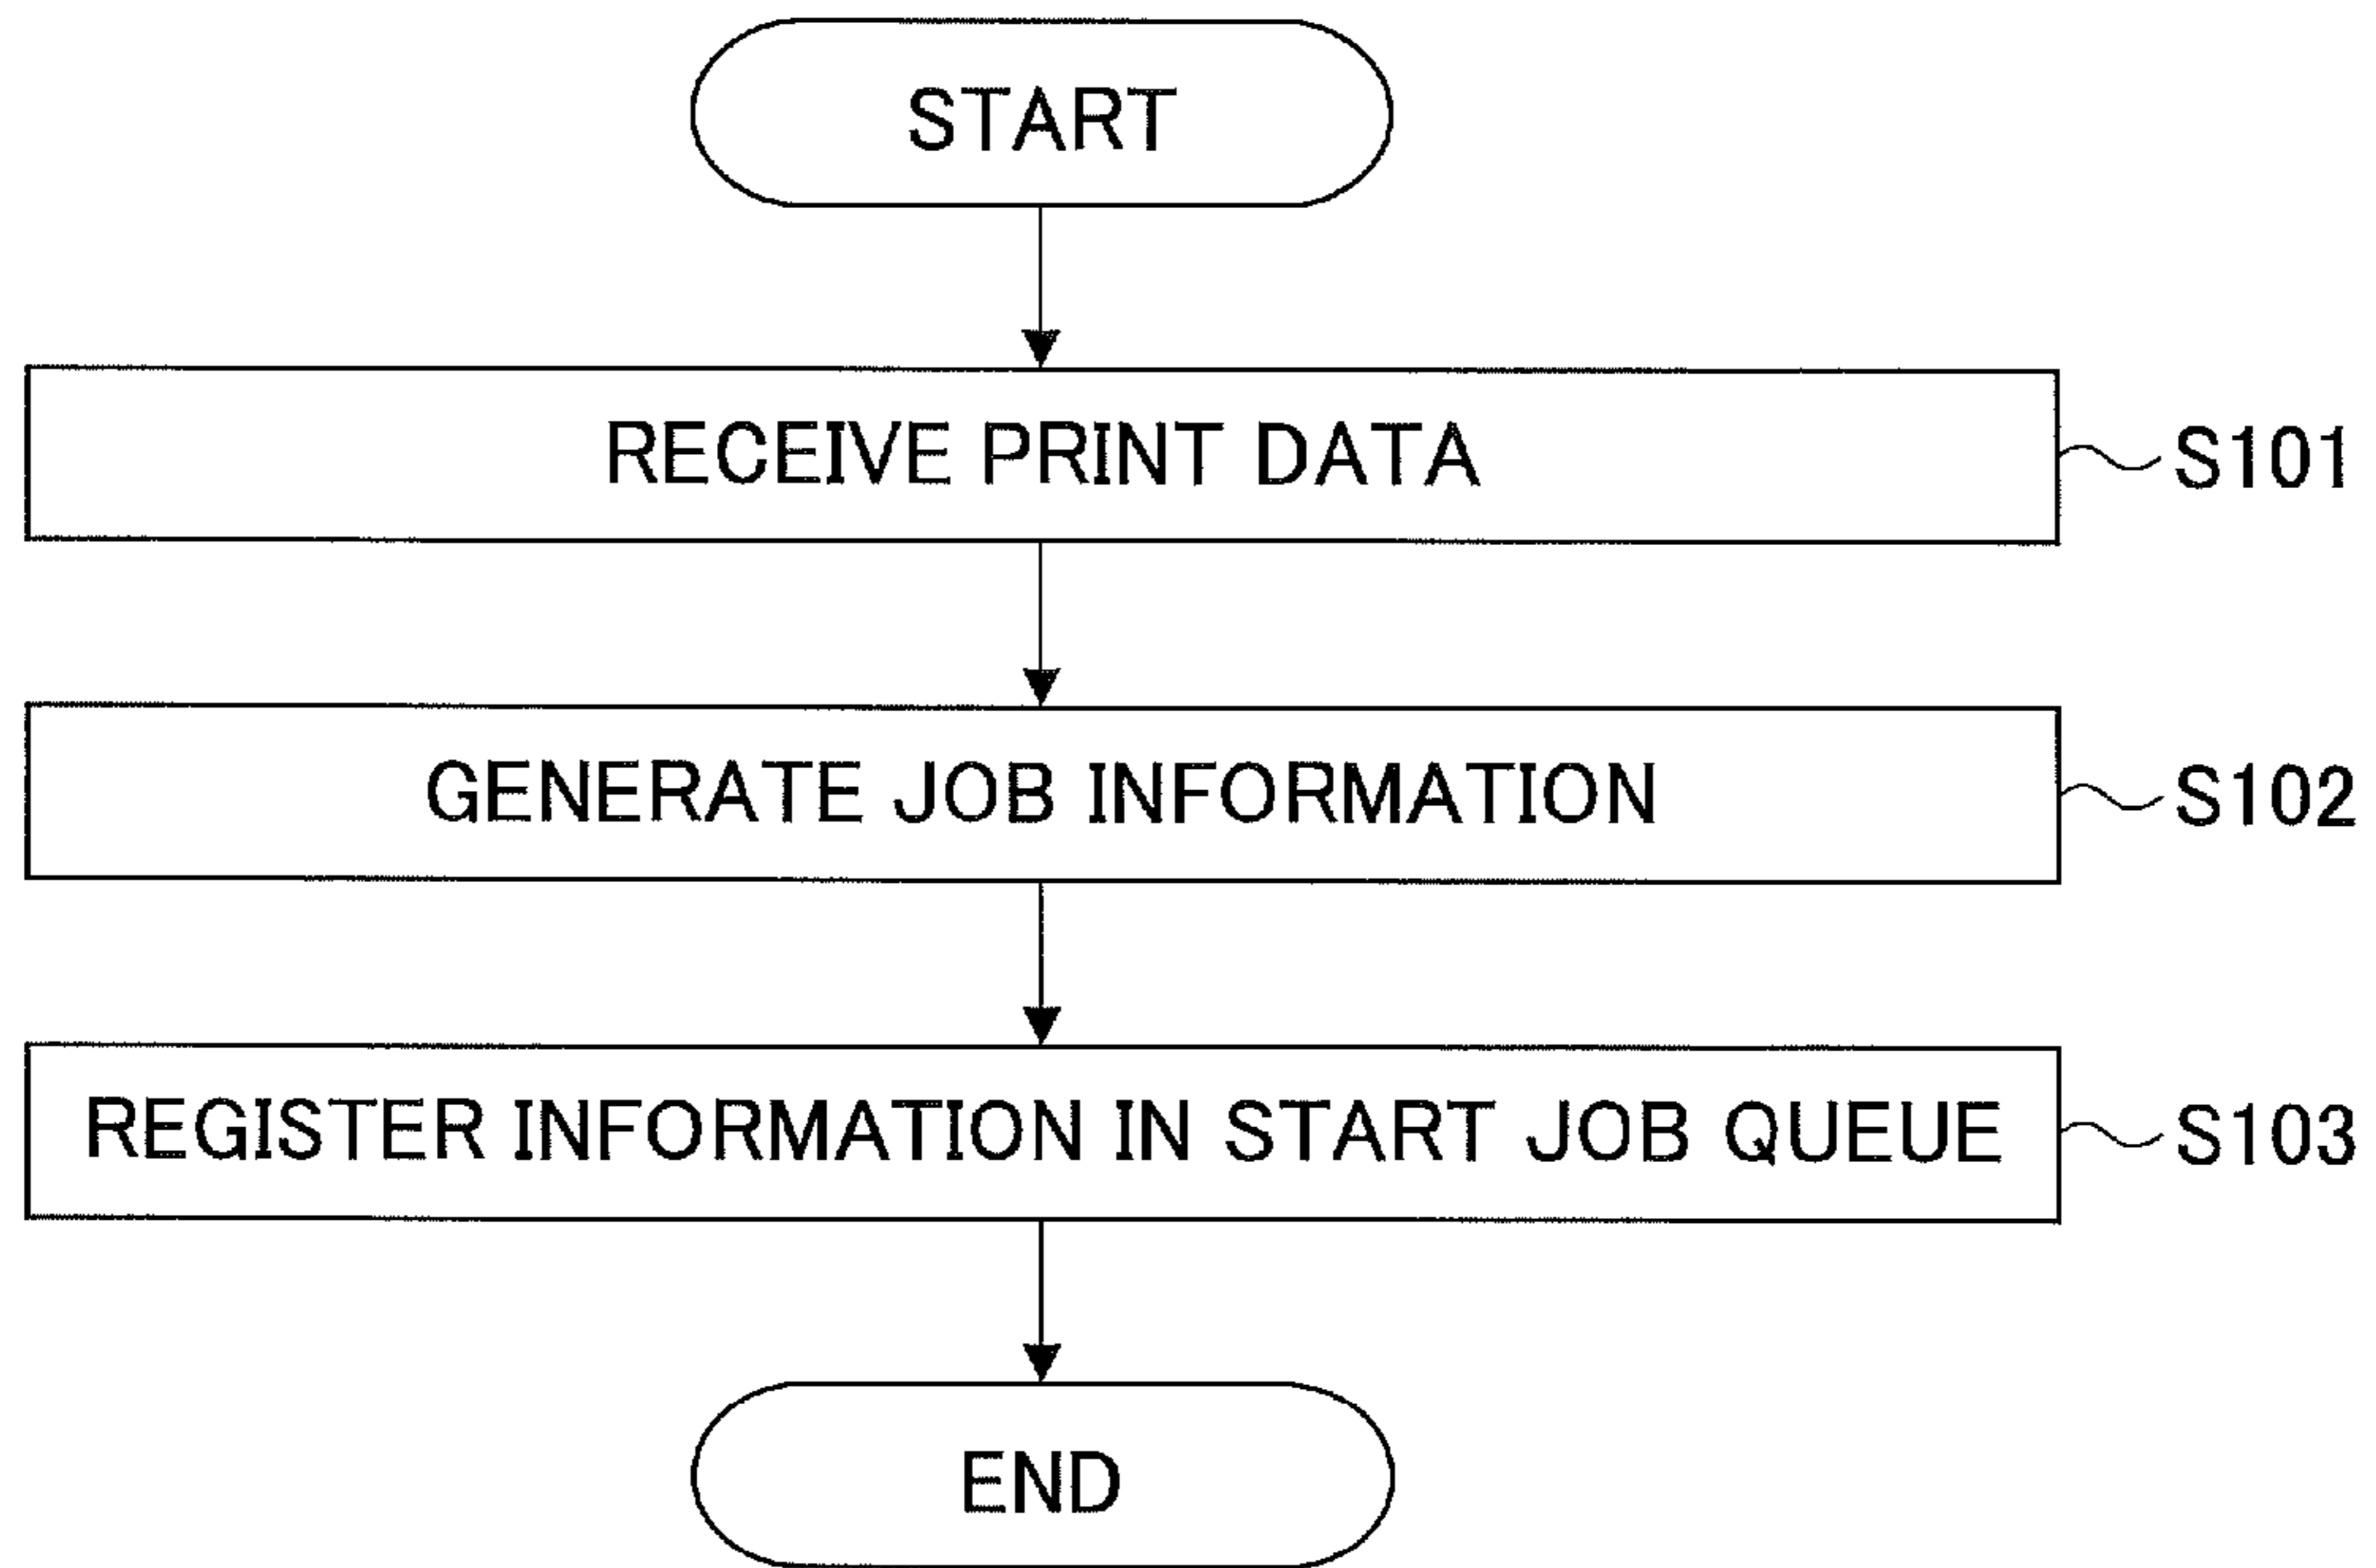 START
RECEIVE PRINT DATA
S101
GENERATE JOB INFORMATION
S102
REGISTER INFORMATION IN START JOB QUEUE
S103
END